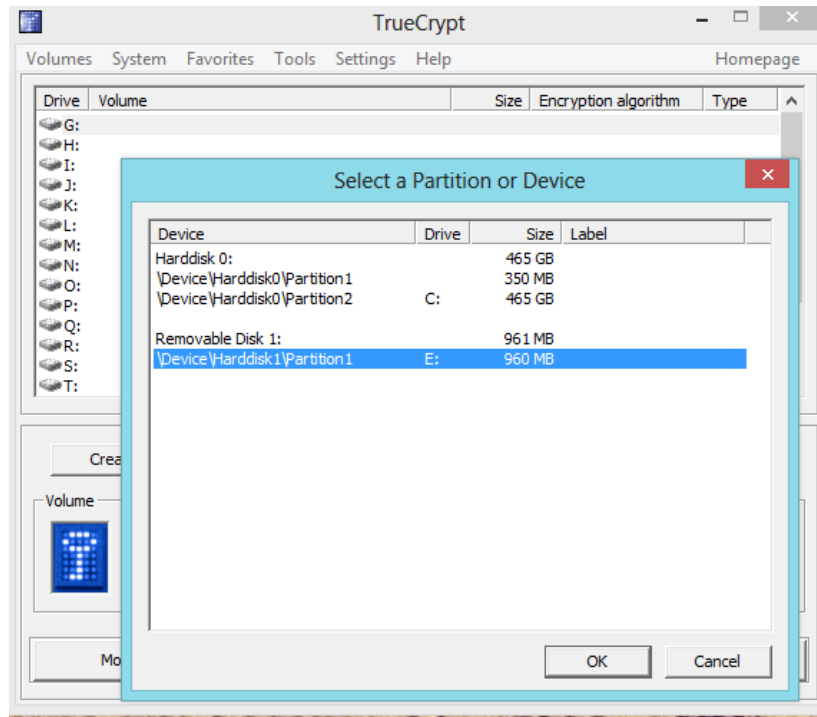 TrueCrypt
Volumes System Favorites Tools Settings Help Homepage
Drive Volume Size Encryption algorithm Type
G:
H:
I:
J:
K:
L:
M:
N:
O:
P:
Q:
R:
S:
T:
Select a Partition or Device
Device Drive Size Label
Harddisk 0: 465 GB
\Device\Harddisk0\Partition1 350 MB
\Device\Harddisk0\Partition2 C: 465 GB
Removable Disk 1: 961 MB
\Device\Harddisk1\Partition1 E: 960 MB
OK Cancel
Crea
Volume
Mo